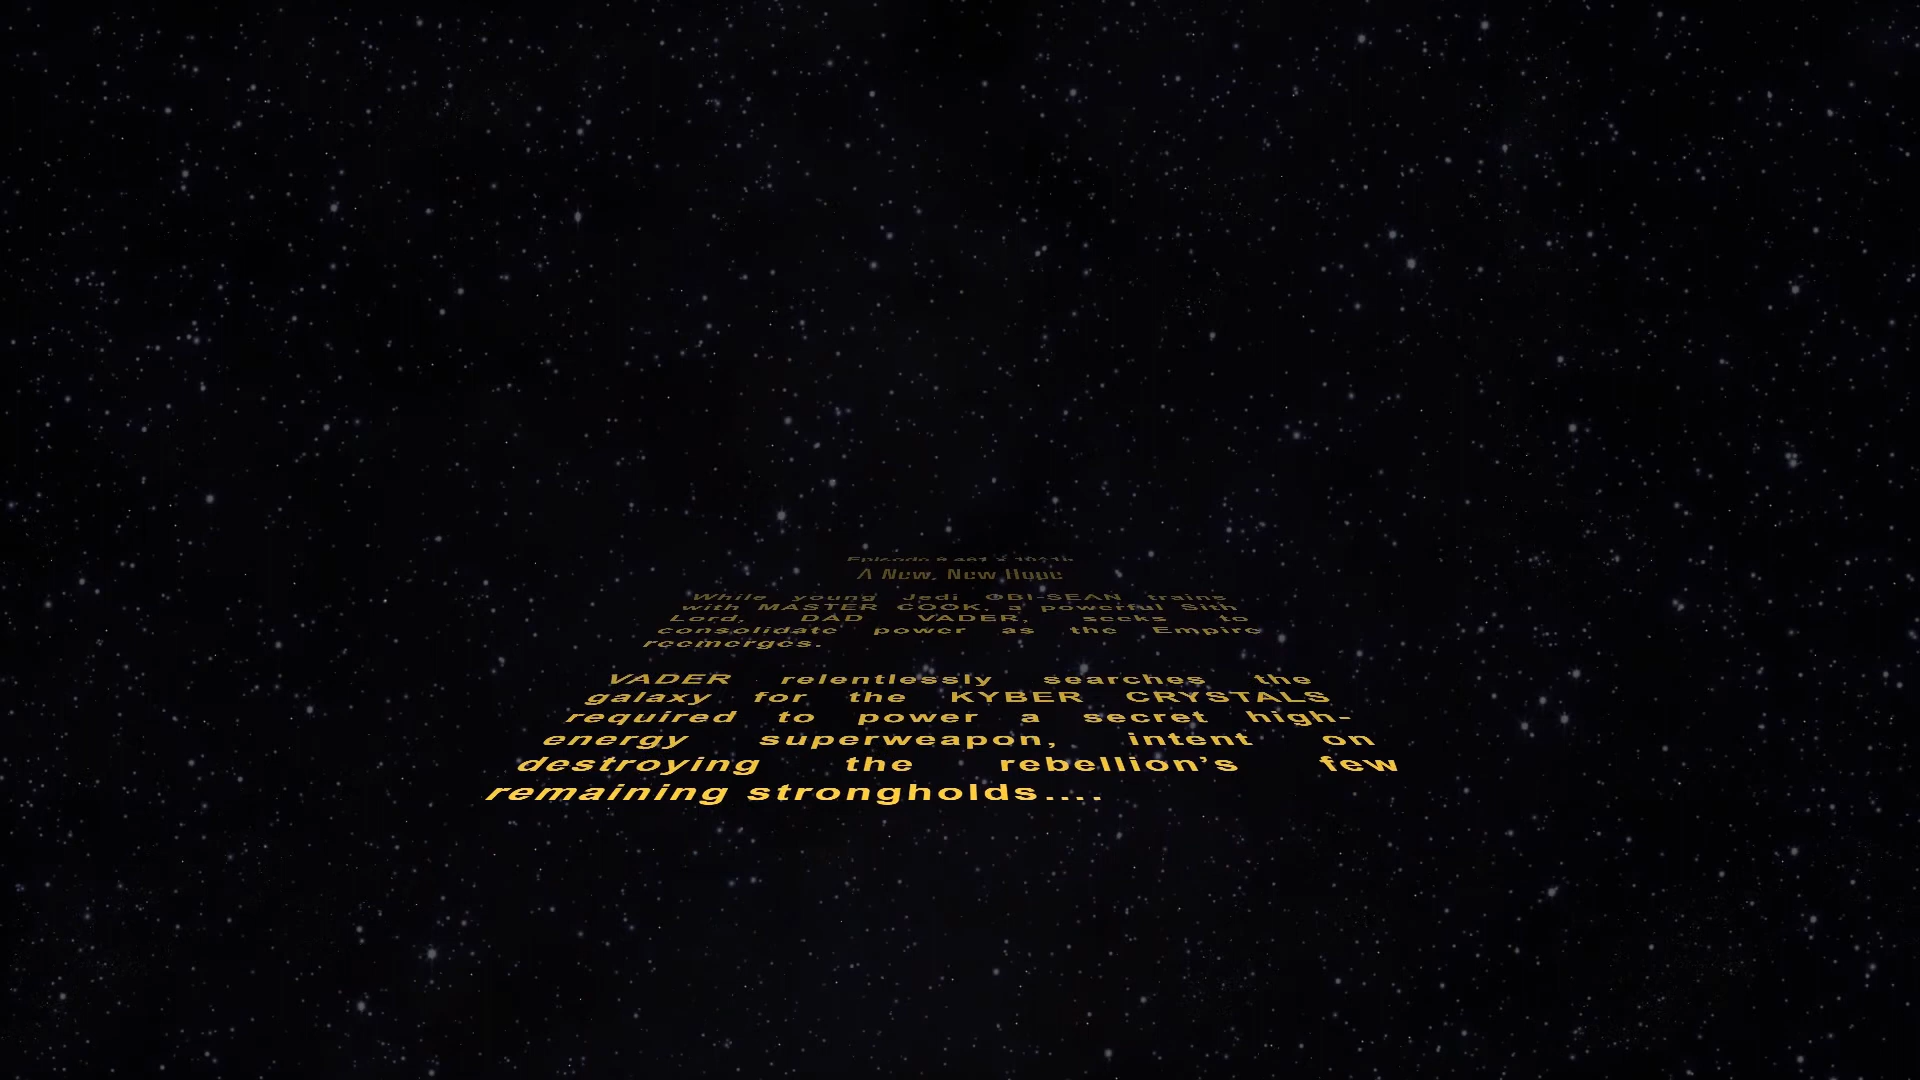 Episode
A New, New Hope
While young Jedi OBI-SEAN trains
with MASTER COOK, a powerful Sith
Lord, DAD VADER, seeks to
consolidate power as the Empire
reemerges.
VADER relentlessly searches the
galaxy for the KYBER CRYSTALS
required to power a secret high-
energy superweapon, intent on
destroying the rebellion’s few
remaining strongholds....